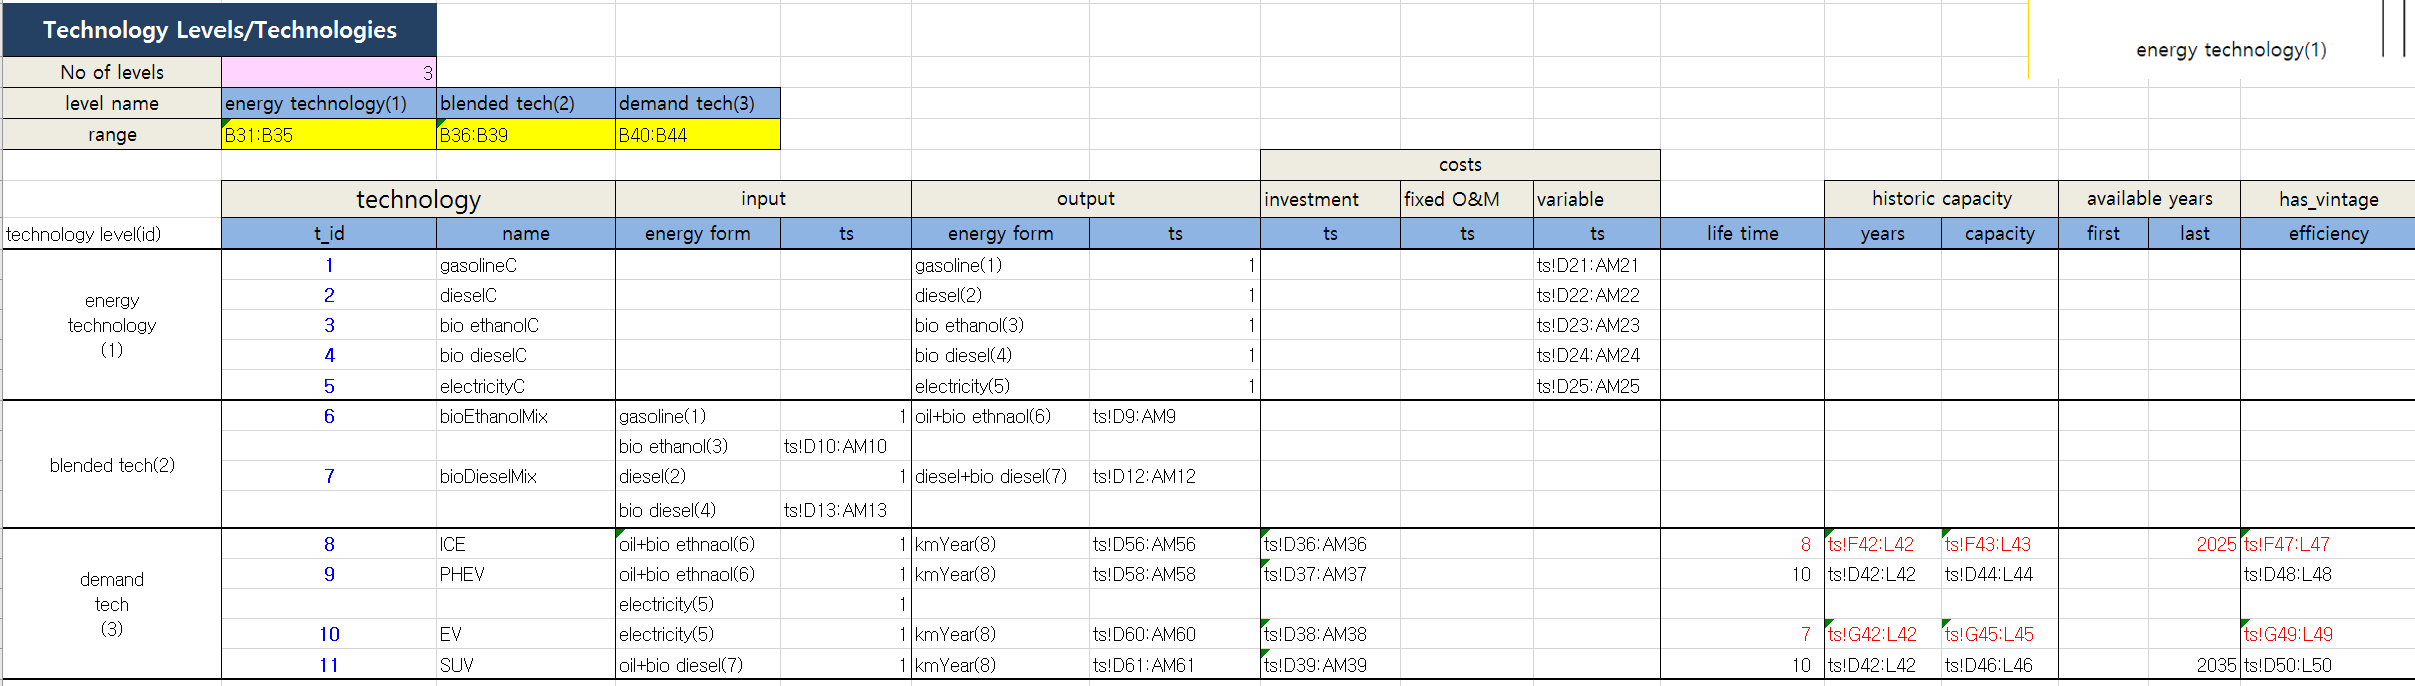 Technology Levels/Technologies
energy technology(1)
No of levels 3
level name energy technology(1) blended tech(2) demand tech(3)
range B31:B35 B36:B39 B40:B44
costs
technology input output investment fixed O&M variable historic capacity available years has_vintage
technology level(id) t_id name energy form ts energy form ts ts ts ts life time years capacity first last efficiency
energy
technology
(1)
1 gasolineC gasoline(1) 1 ts!D21:AM21
2 dieselC diesel(2) 1 ts!D22:AM22
3 bio ethanolC bio ethanol(3) 1 ts!D23:AM23
4 bio dieselC bio diesel(4) 1 ts!D24:AM24
5 electricityC electricity(5) 1 ts!D25:AM25
blended tech(2)
6 bioEthanolMix gasoline(1) 1 oil+bio ethnaol(6) ts!D9:AM9
bio ethanol(3) ts!D10:AM10
7 bioDieselMix diesel(2) 1 diesel+bio diesel(7) ts!D12:AM12
bio diesel(4) ts!D13:AM13
demand
tech
(3)
8 ICE oil+bio ethnaol(6) 1 kmYear(8) ts!D56:AM56 ts!D36:AM36 8 ts!F42:L42 ts!F43:L43 2025 ts!F47:L47
9 PHEV oil+bio ethnaol(6) 1 kmYear(8) ts!D58:AM58 ts!D37:AM37 10 ts!D42:L42 ts!D44:L44 ts!D48:L48
electricity(5) 1
10 EV electricity(5) 1 kmYear(8) ts!D60:AM60 ts!D38:AM38 7 ts!G42:L42 ts!G45:L45 ts!G49:L49
11 SUV oil+bio diesel(7) 1 kmYear(8) ts!D61:AM61 ts!D39:AM39 10 ts!D42:L42 ts!D46:L46 2035 ts!D50:L50